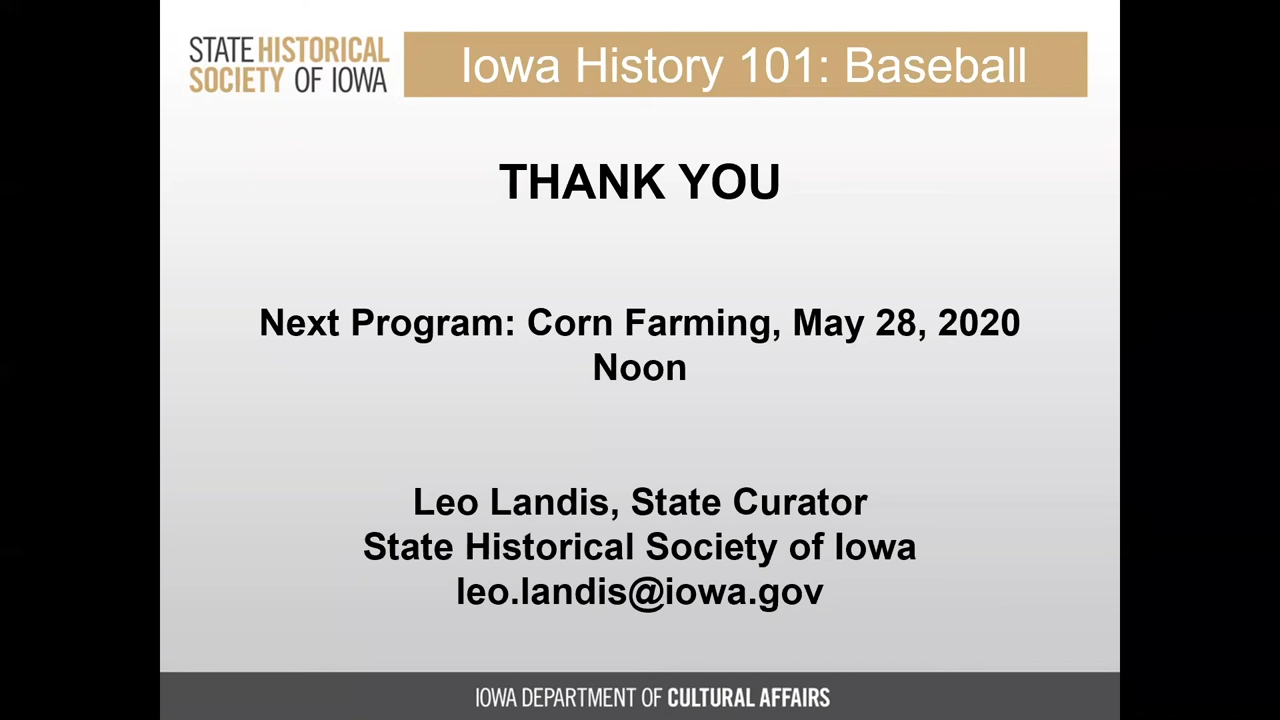 STATE HISTORICAL
SOCIETY OF IOWA
Iowa History 101: Baseball
THANK YOU
Next Program: Corn Farming, May 28, 2020
Noon
Leo Landis, State Curator
State Historical Society of Iowa
leo.landis@iowa.gov
IOWA DEPARTMENT OF CULTURAL AFFAIRS